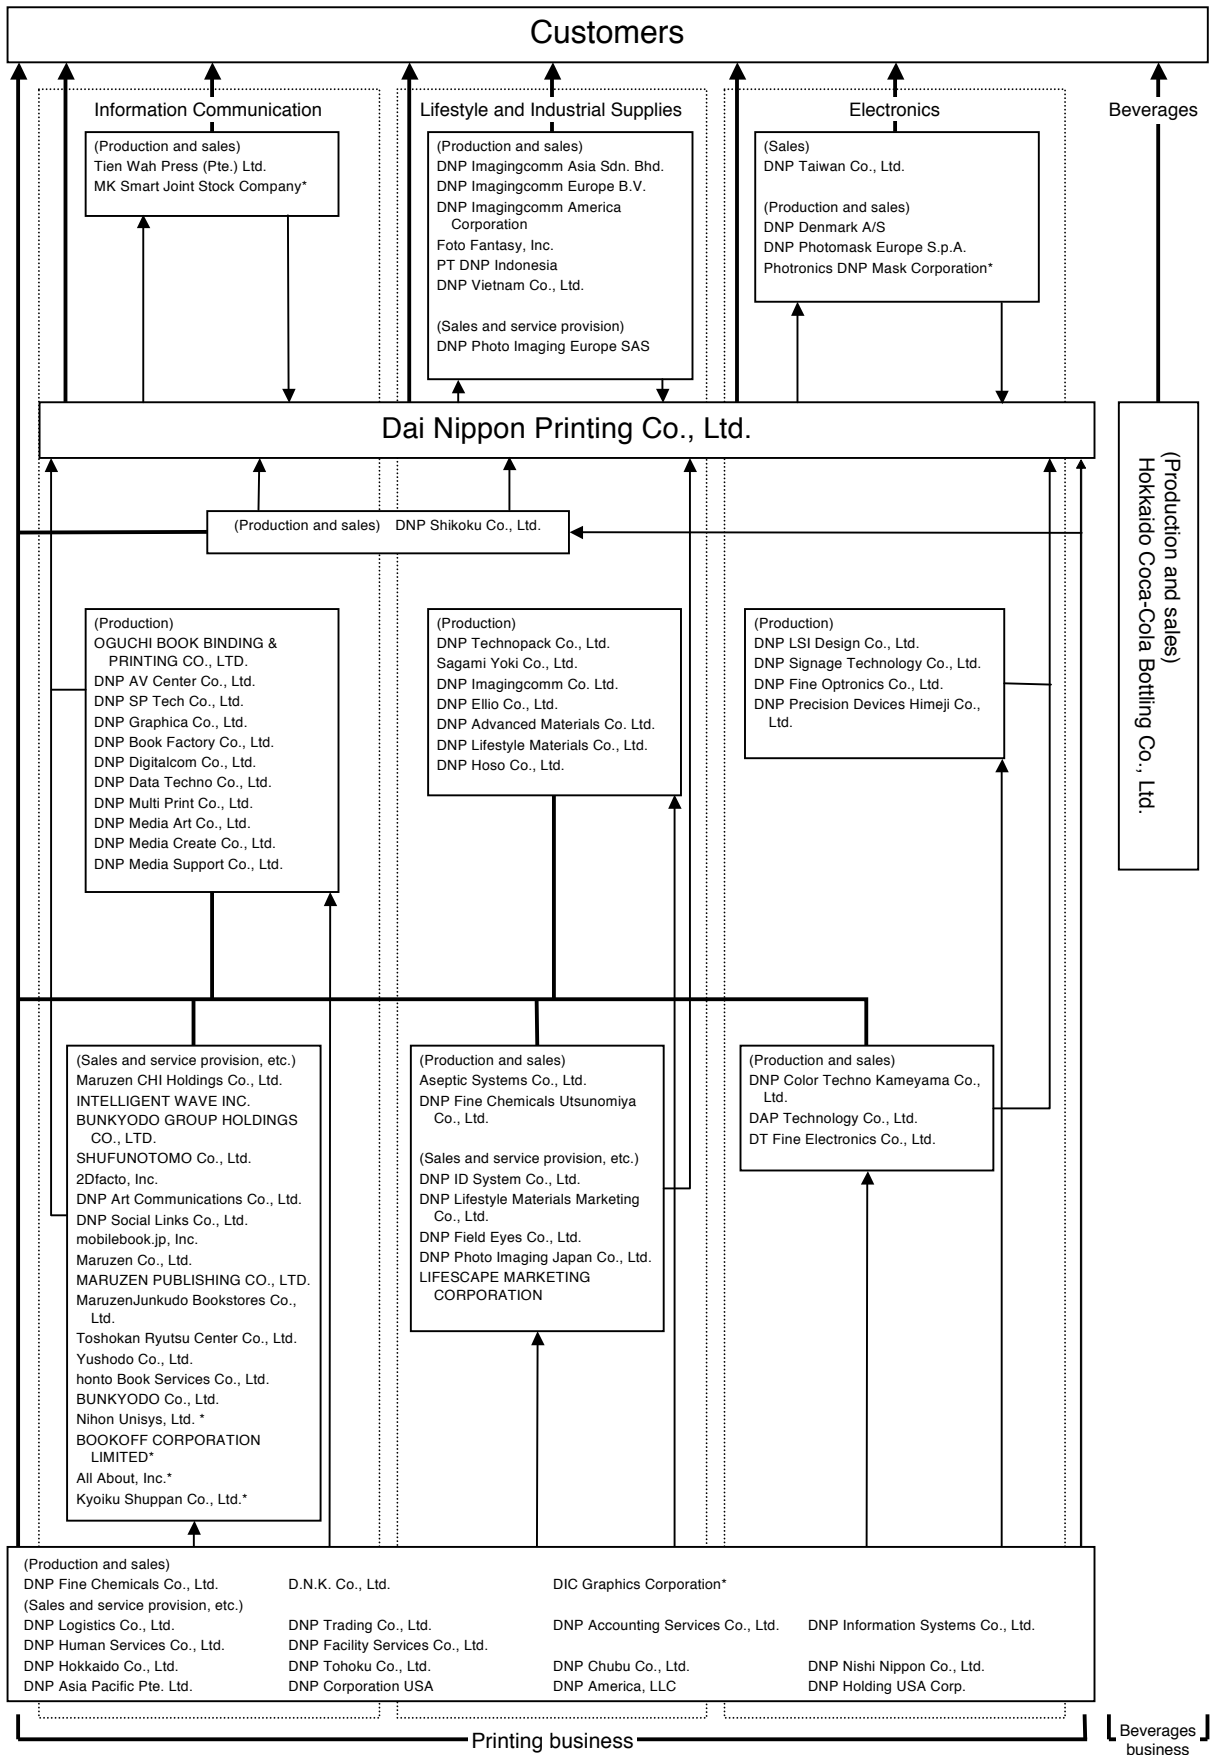 Customers
Information Communication
Lifestyle and Industrial Supplies
Electronics
Beverages
(Production and sales)
Tien Wah Press (Pte.) Ltd.
MK Smart Joint Stock Company*
(Production and sales)
DNP Imagingcomm Asia Sdn. Bhd.
DNP Imagingcomm Europe B.V.
DNP Imagingcomm America
Corporation
Foto Fantasy, Inc.
PT DNP Indonesia
DNP Vietnam Co., Ltd.
(Sales and service provision)
DNP Photo Imaging Europe SAS
(Sales)
DNP Taiwan Co., Ltd.
(Production and sales)
DNP Denmark A/S
DNP Photomask Europe S.p.A.
Photronics DNP Mask Corporation*
Dai Nippon Printing Co., Ltd.
(Production and sales)
Hokkaido Coca-Cola Bottling Co., Ltd.
(Production and sales) DNP Shikoku Co., Ltd.
(Production)
OGUCHI BOOK BINDING &
PRINTING CO., LTD.
DNP AV Center Co., Ltd.
DNP SP Tech Co., Ltd.
DNP Graphica Co., Ltd.
DNP Book Factory Co., Ltd.
DNP Digitalcom Co., Ltd.
DNP Data Techno Co., Ltd.
DNP Multi Print Co., Ltd.
DNP Media Art Co., Ltd.
DNP Media Create Co., Ltd.
DNP Media Support Co., Ltd.
(Production)
DNP Technopack Co., Ltd.
Sagami Yoki Co., Ltd.
DNP Imagingcomm Co. Ltd.
DNP Ellio Co., Ltd.
DNP Advanced Materials Co. Ltd.
DNP Lifestyle Materials Co., Ltd.
DNP Hoso Co., Ltd.
(Production)
DNP LSI Design Co., Ltd.
DNP Signage Technology Co., Ltd.
DNP Fine Optronics Co., Ltd.
DNP Precision Devices Himeji Co.,
Ltd.
(Sales and service provision, etc.)
Maruzen CHI Holdings Co., Ltd.
INTELLIGENT WAVE INC.
BUNKYODO GROUP HOLDINGS
CO., LTD.
SHUFUNOTOMO Co., Ltd.
2Dfacto, Inc.
DNP Art Communications Co., Ltd.
DNP Social Links Co., Ltd.
mobilebook.jp, Inc.
Maruzen Co., Ltd.
MARUZEN PUBLISHING CO., LTD.
MaruzenJunkudo Bookstores Co.,
Ltd.
Toshokan Ryutsu Center Co., Ltd.
Yushodo Co., Ltd.
honto Book Services Co., Ltd.
BUNKYODO Co., Ltd.
Nihon Unisys, Ltd. *
BOOKOFF CORPORATION
LIMITED*
All About, Inc.*
Kyoiku Shuppan Co., Ltd.*
(Production and sales)
Aseptic Systems Co., Ltd.
DNP Fine Chemicals Utsunomiya
Co., Ltd.
(Sales and service provision, etc.)
DNP ID System Co., Ltd.
DNP Lifestyle Materials Marketing
Co., Ltd.
DNP Field Eyes Co., Ltd.
DNP Photo Imaging Japan Co., Ltd.
LIFESCAPE MARKETING
CORPORATION
(Production and sales)
DNP Color Techno Kameyama Co.,
Ltd.
DAP Technology Co., Ltd.
DT Fine Electronics Co., Ltd.
(Production and sales)
DNP Fine Chemicals Co., Ltd. D.N.K. Co., Ltd. DIC Graphics Corporation*
(Sales and service provision, etc.)
DNP Logistics Co., Ltd. DNP Trading Co., Ltd. DNP Accounting Services Co., Ltd. DNP Information Systems Co., Ltd.
DNP Human Services Co., Ltd. DNP Facility Services Co., Ltd.
DNP Hokkaido Co., Ltd. DNP Tohoku Co., Ltd. DNP Chubu Co., Ltd. DNP Nishi Nippon Co., Ltd.
DNP Asia Pacific Pte. Ltd. DNP Corporation USA DNP America, LLC DNP Holding USA Corp.
Printing business
Beverages
business